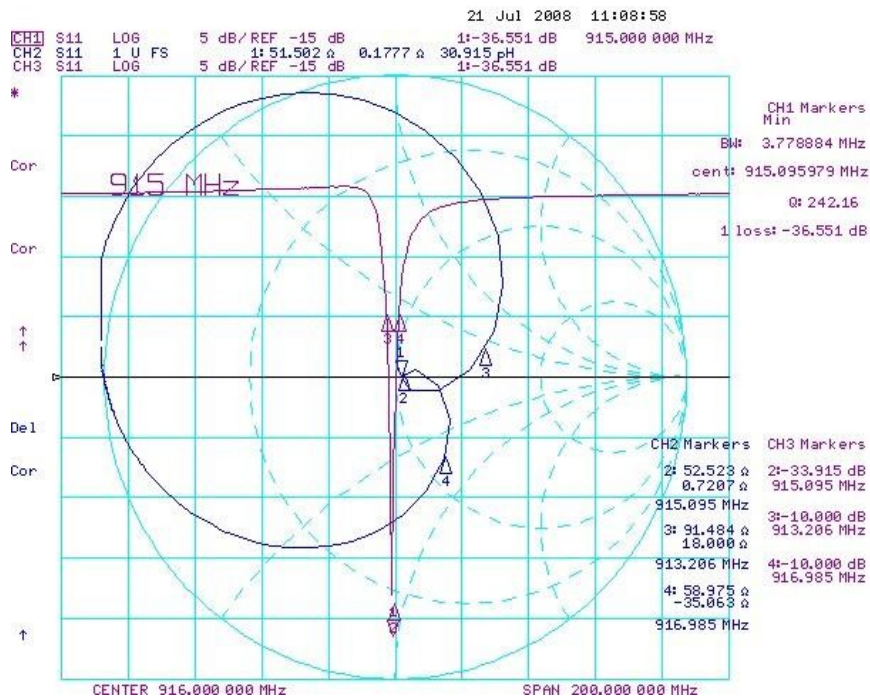 21 Jul 2008 11:08:58
CH1 S11 LOG 5 dB/REF -15 dB 1:-36.551 dB 915.000 000 MHz
CH2 S11 1 U FS 1:51.502 Ω 0.1777 Ω 30.915 pH
CH3 S11 LOG 5 dB/REF -15 dB 1:-36.551 dB
*
CH1 Markers
Min
BW: 3.778884 MHz
cent: 915.095979 MHz
Q: 242.16
1 loss: -36.551 dB
Cor
915 MHz
Cor
↑
↑
3 4
1
2
3
Del
Cor
4
CH2 Markers
2: 52.523 Ω
0.7207 Ω
915.095 MHz
3: 91.484 Ω
18.000 Ω
913.206 MHz
4: 58.975 Ω
-35.063 Ω
916.985 MHz
CH3 Markers
2:-33.915 dB
915.095 MHz
3:-10.000 dB
913.206 MHz
4:-10.000 dB
916.985 MHz
↑
CENTER 916.000 000 MHz SPAN 200.000 000 MHz